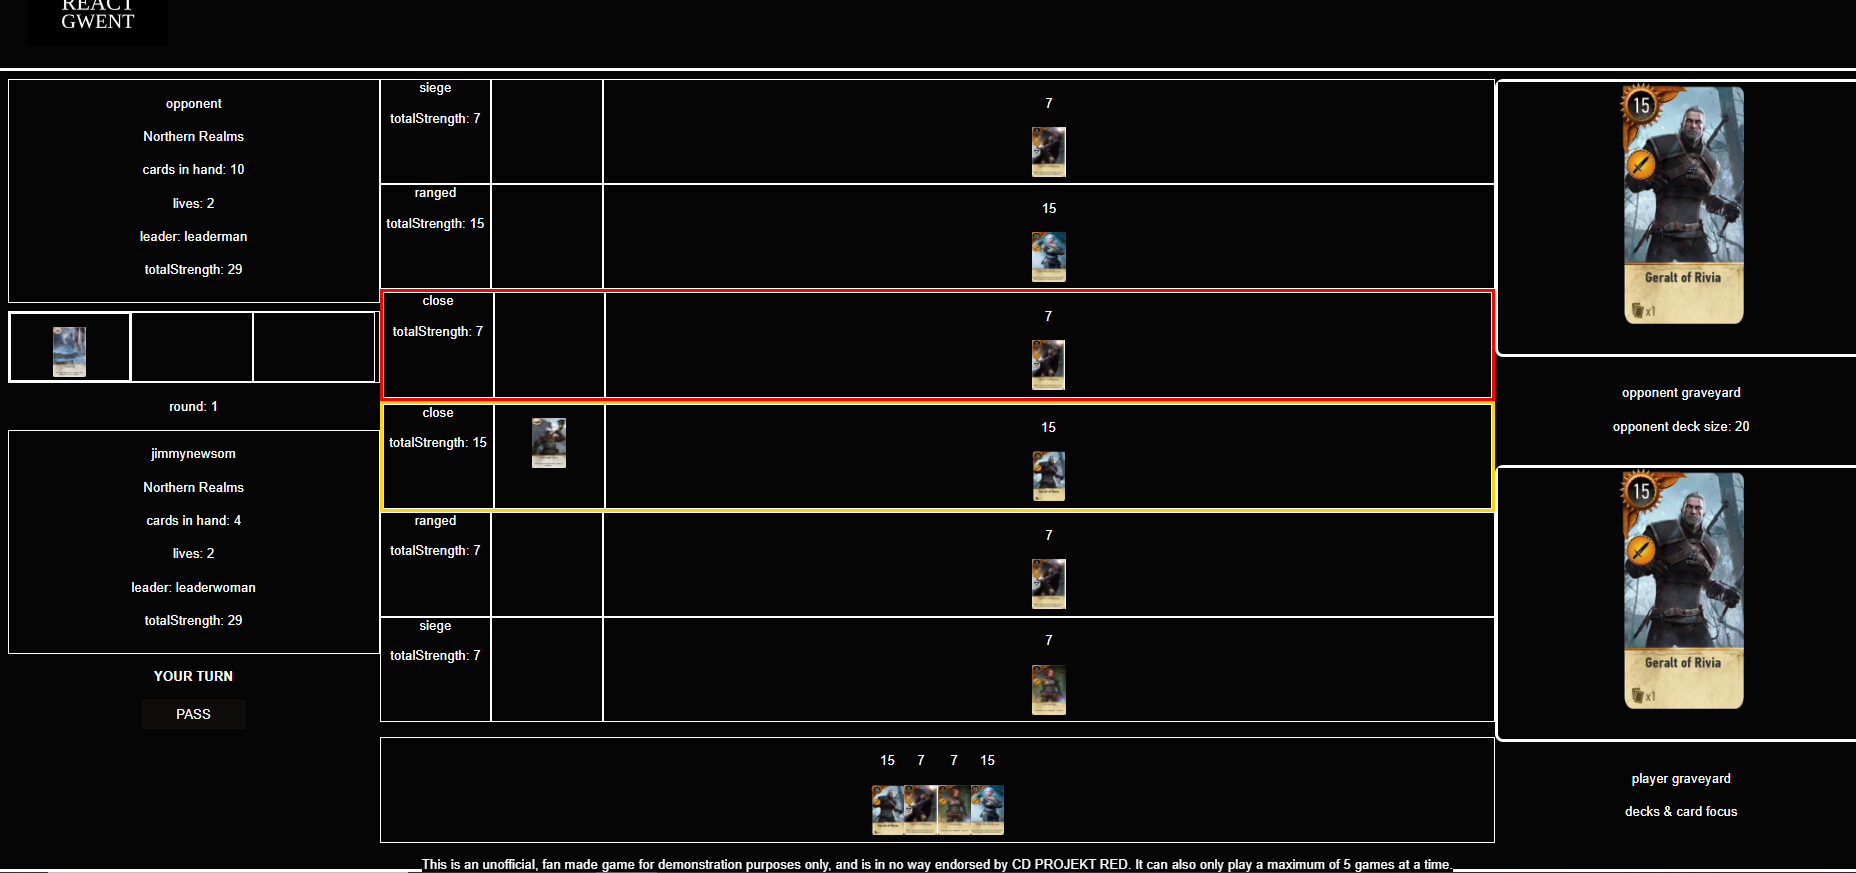 REACT
GWENT
opponent
Northern Realms
cards in hand: 10
lives: 2
leader: leaderman
totalStrength: 29
round: 1
jimmynewsom
Northern Realms
cards in hand: 4
lives: 2
leader: leaderwoman
totalStrength: 29
YOUR TURN
PASS
siege
totalStrength: 7
7
ranged
totalStrength: 15
15
close
totalStrength: 7
7
close
totalStrength: 15
15
ranged
totalStrength: 7
7
siege
totalStrength: 7
7
15 7 7 15
15
Geralt of Rivia
x1
opponent graveyard
opponent deck size: 20
15
Geralt of Rivia
x1
player graveyard
decks & card focus
This is an unofficial, fan made game for demonstration purposes only, and is in no way endorsed by CD PROJEKT RED. It can also only play a maximum of 5 games at a time.